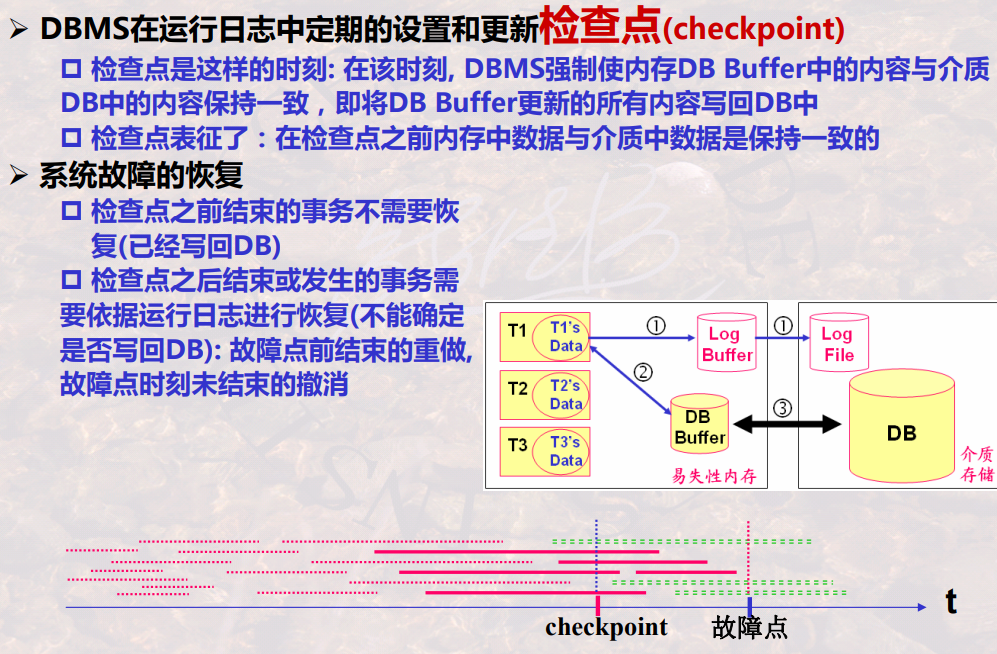 ➢ DBMS在运行日志中定期的设置和更新检查点(checkpoint)
检查点是这样的时刻: 在该时刻, DBMS强制使内存DB Buffer中的内容与介质
DB中的内容保持一致，即将DB Buffer更新的所有内容写回DB中
检查点表征了：在检查点之前内存中数据与介质中数据是保持一致的
➢ 系统故障的恢复
检查点之前结束的事务不需要恢
复(已经写回DB)
检查点之后结束或发生的事务需
要依据运行日志进行恢复(不能确定
是否写回DB): 故障点前结束的重做,
故障点时刻未结束的撤消
T1
T1's
Data
①
Log
Buffer
①
Log
File
T2
T2's
Data
②
DB
Buffer
③
DB
T3
T3's
Data
易失性内存
介质
存储
t
checkpoint
故障点